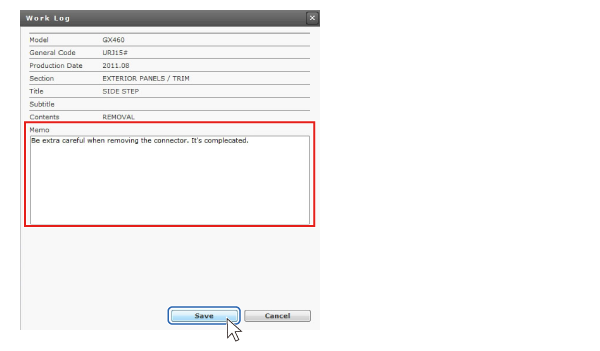 Work Log
Model GX460
General Code URJ15#
Production Date 2011.08
Section EXTERIOR PANELS / TRIM
Title SIDE STEP
Subtitle
Contents REMOVAL
Memo
Be extra careful when removing the connector. It's complecated.
Save Cancel